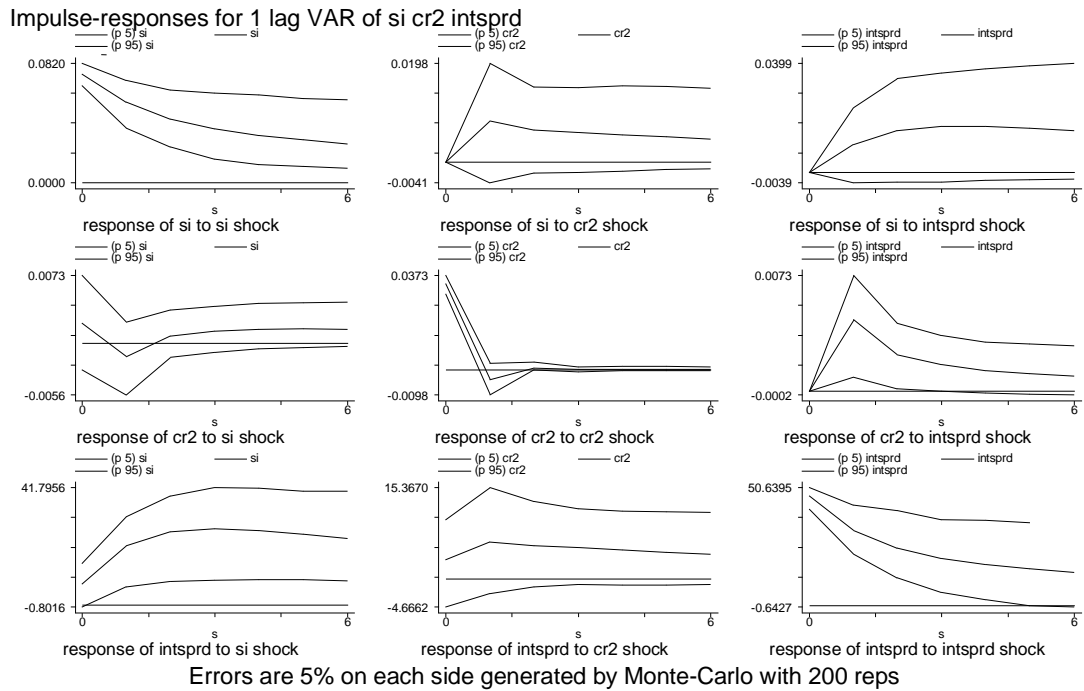 Impulse-responses for 1 lag VAR of si cr2 intsprd
(p 5) si si
(p 95) si
0.0820
0.0000
0 6
s
response of si to si shock
(p 5) cr2 cr2
(p 95) cr2
0.0198
-0.0041
0 6
s
response of si to cr2 shock
(p 5) intsprd intsprd
(p 95) intsprd
0.0399
-0.0039
0 6
s
response of si to intsprd shock
(p 5) si si
(p 95) si
0.0073
-0.0056
0 6
s
response of cr2 to si shock
(p 5) cr2 cr2
(p 95) cr2
0.0373
-0.0098
0 6
s
response of cr2 to cr2 shock
(p 5) intsprd intsprd
(p 95) intsprd
0.0073
-0.0002
0 6
s
response of cr2 to intsprd shock
(p 5) si si
(p 95) si
41.7956
-0.8016
0 6
s
response of intsprd to si shock
(p 5) cr2 cr2
(p 95) cr2
15.3670
-4.6662
0 6
s
response of intsprd to cr2 shock
(p 5) intsprd intsprd
(p 95) intsprd
50.6395
-0.6427
0 6
s
response of intsprd to intsprd shock
Errors are 5% on each side generated by Monte-Carlo with 200 reps